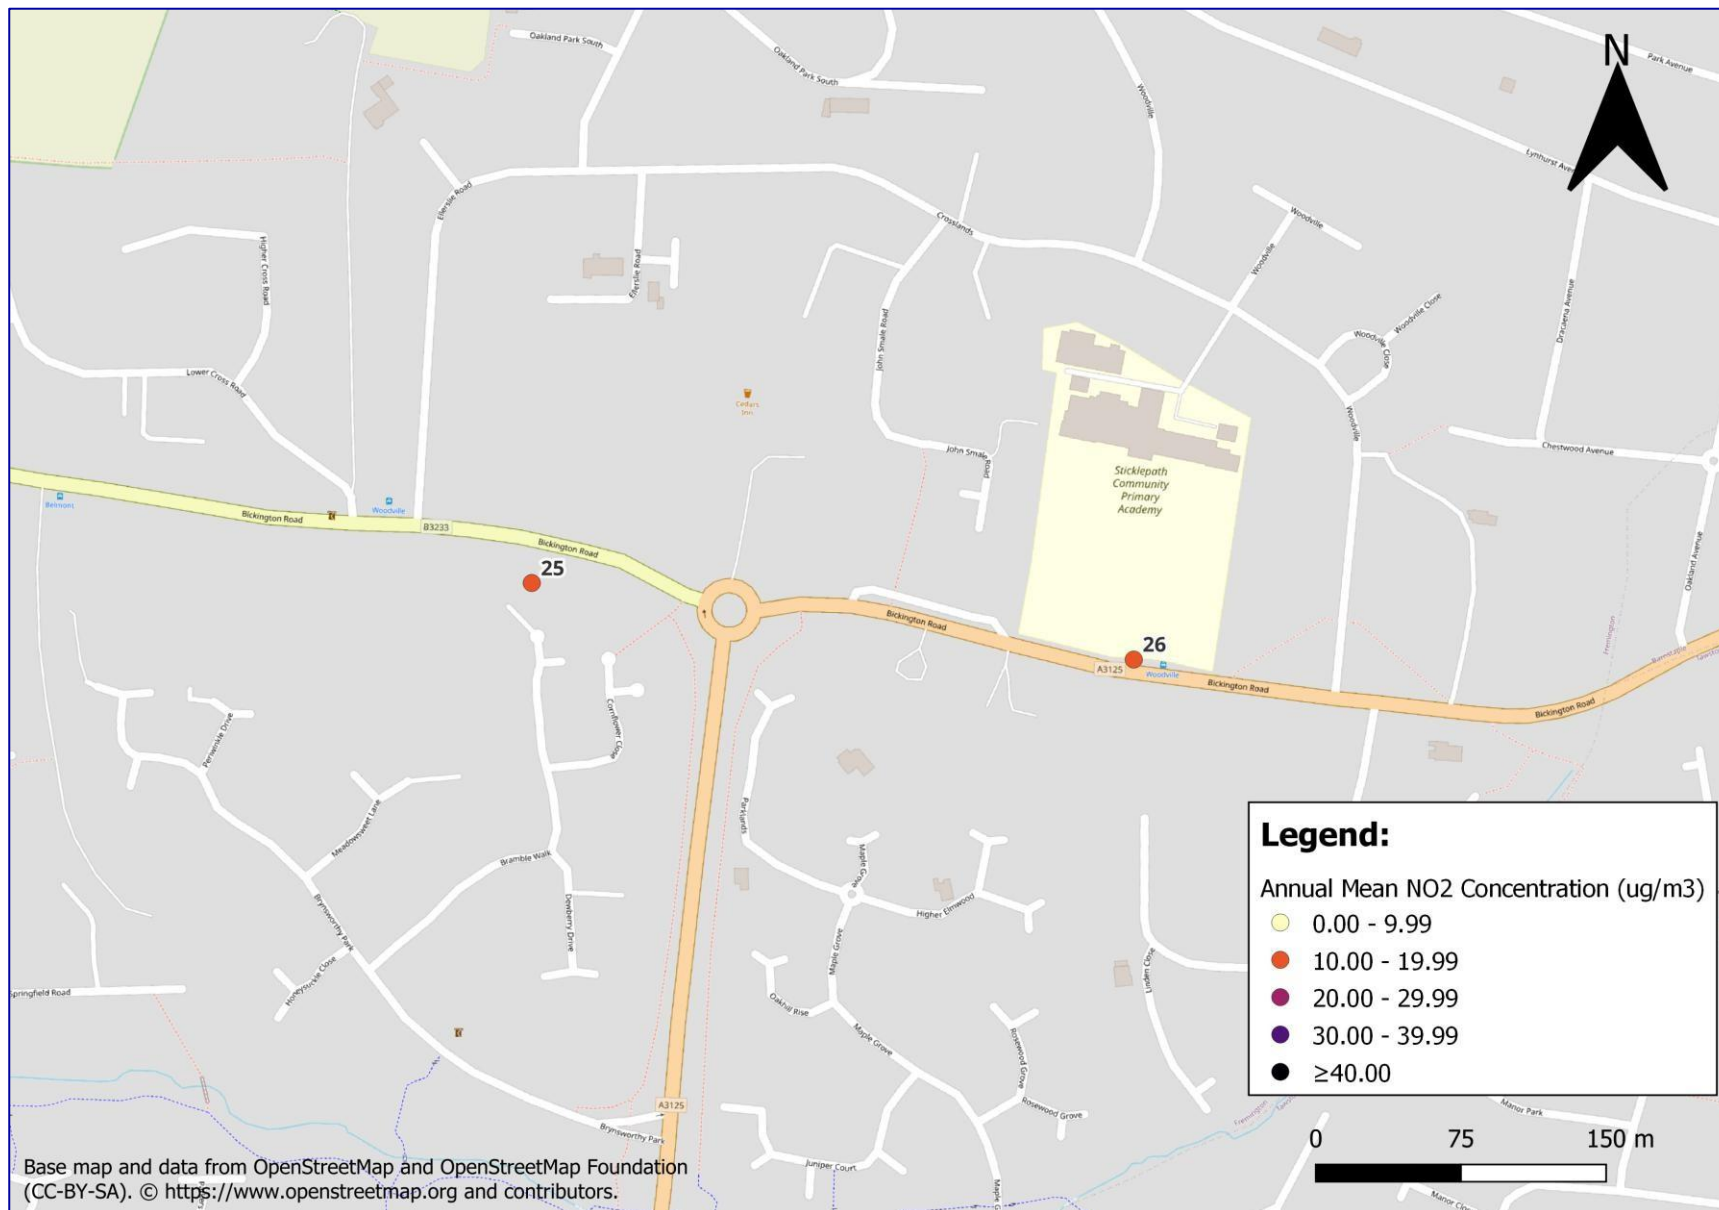 Oakland Park South
Oakland Park South
Park Avenue
N
Woodville
Lynhurst Ave
Ellerslie Road
Crosslands
Woodville
Woodville
Higher Cross Road
Ellerslie Road
Dracaena Avenue
Woodville Close
John Smale Road
Woodville Close
Lower Cross Road
Cedars
Inn
Woodville
Chestwood Avenue
John Smale
Road
Sticklepath
Community
Primary
Academy
Belmont
Woodville
Bickington Road
B3233
Bickington Road
25
Oakland Avenue
Bickington Road
Fremington
26
Barnstaple
A3125
Woodville
Bickington Road
Bickington Road
Cornflower Close
Periwinkle Drive
Parklands
Meadowsweet Lane
Bramble Walk
Maple Grove
Dewberry Drive
Higher Elmwood
Brynsworthy Park
Maple Grove
Honeysuckle Close
Linden Close
Springfield Road
Oakhill Rise
Maple Grove
Rosewood Grove
Rosewood Grove
A3125
Brynsworthy Park
Juniper Court
Maple G
Fremington
Manor Park
Manor Clo
Legend:
Annual Mean NO2 Concentration (ug/m3)
0.00 - 9.99
10.00 - 19.99
20.00 - 29.99
30.00 - 39.99
≥40.00
0 75 150 m
Base map and data from OpenStreetMap and OpenStreetMap Foundation
(CC-BY-SA). © https://www.openstreetmap.org and contributors.